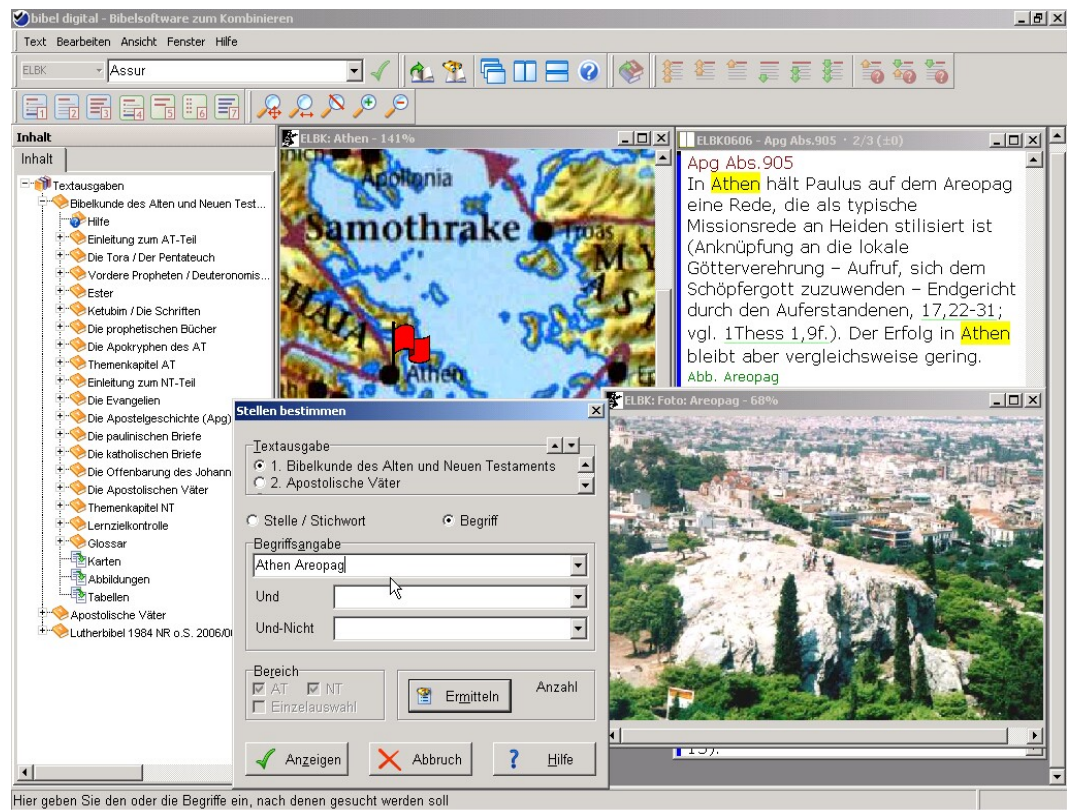 bibel digital - Bibelsoftware zum Kombinieren
Text Bearbeiten Ansicht Fenster Hilfe
ELBK Assur
Inhalt
Inhalt
Textausgaben
Bibelkunde des Alten und Neuen Test...
Hilfe
Einleitung zum AT-Teil
Die Tora / Der Pentateuch
Vordere Propheten / Deuteronomis...
Ester
Ketubim / Die Schriften
Die prophetischen Bücher
Die Apokryphen des AT
Themenkapitel AT
Einleitung zum NT-Teil
Die Evangelien
Die Apostelgeschichte (Apg)
Die paulinischen Briefe
Die katholischen Briefe
Die Offenbarung des Johann
Die Apostolischen Väter
Themenkapitel NT
Lernzielkontrolle
Glossar
Karten
Abbildungen
Tabellen
Apostolische Väter
Lutherbibel 1984 NR o.S. 2006/0
ELBK: Athen - 141%
Apollonia
Samothrake
Troas
M Y
A S
HAIA
Athen
ELBK0606 - Apg Abs.905 · 2/3 (±0)
Apg Abs.905
In Athen hält Paulus auf dem Areopag
eine Rede, die als typische
Missionsrede an Heiden stilisiert ist
(Anknüpfung an die lokale
Götterverehrung – Aufruf, sich dem
Schöpfergott zuzuwenden – Endgericht
durch den Auferstandenen, 17,22-31;
vgl. 1Thess 1,9f.). Der Erfolg in Athen
bleibt aber vergleichsweise gering.
Abb. Areopag
ELBK: Foto: Areopag - 68%
Stellen bestimmen
Textausgabe
1. Bibelkunde des Alten und Neuen Testaments
2. Apostolische Väter
Stelle / Stichwort Begriff
Begriffsangabe
Athen Areopag
Und
Und-Nicht
Bereich
AT NT
Einzelauswahl
Ermitteln Anzahl
Anzeigen Abbruch Hilfe
Hier geben Sie den oder die Begriffe ein, nach denen gesucht werden soll